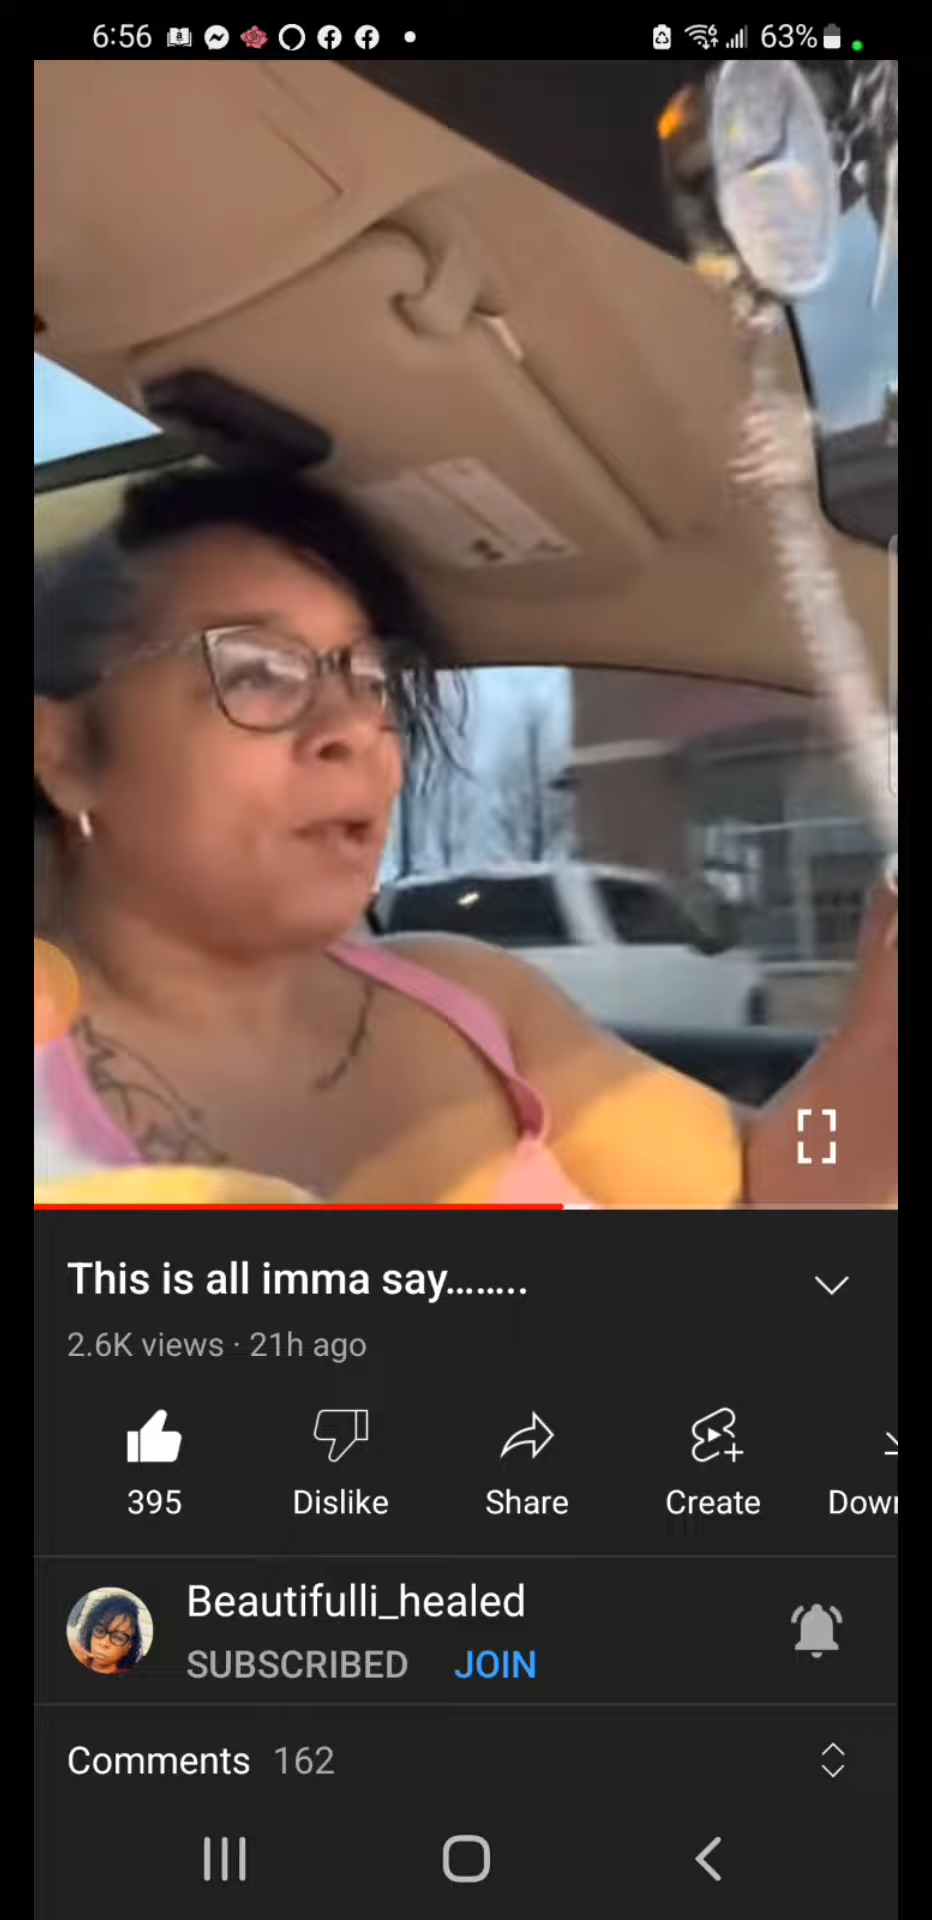 6:56
63%
This is all imma say........
2.6K views · 21h ago
395
Dislike
Share
Create
Down
Beautifulli_healed
SUBSCRIBED
JOIN
Comments 162